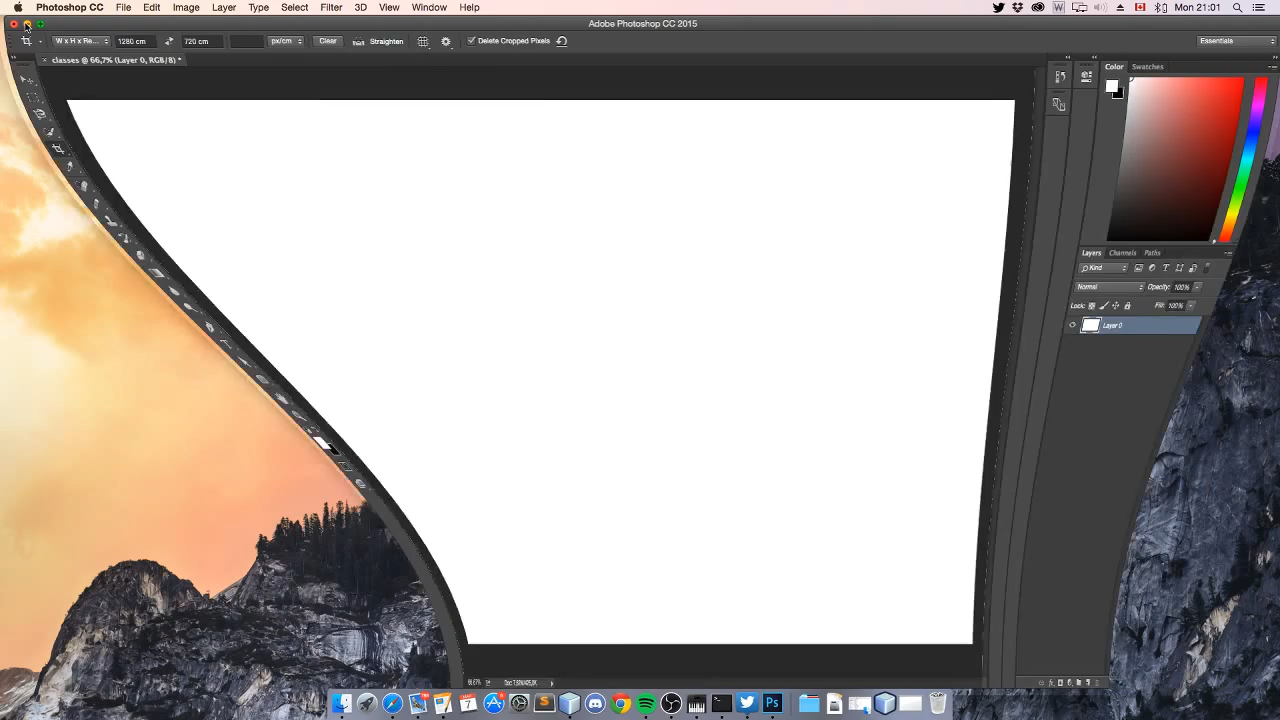 Photoshop CC File Edit Image Layer Type Select Filter 3D View Window Help Mon 21:01
Adobe Photoshop CC 2015
W x H x Re... 1280 cm 720 cm px/cm Clear Straighten Delete Cropped Pixels Essentials
classes @ 66,7% (Layer 0, RGB/8) *
Color Swatches
Layers Channels Paths
Kind
Normal Opacity: 100%
Lock: Fill: 100%
Layer 0